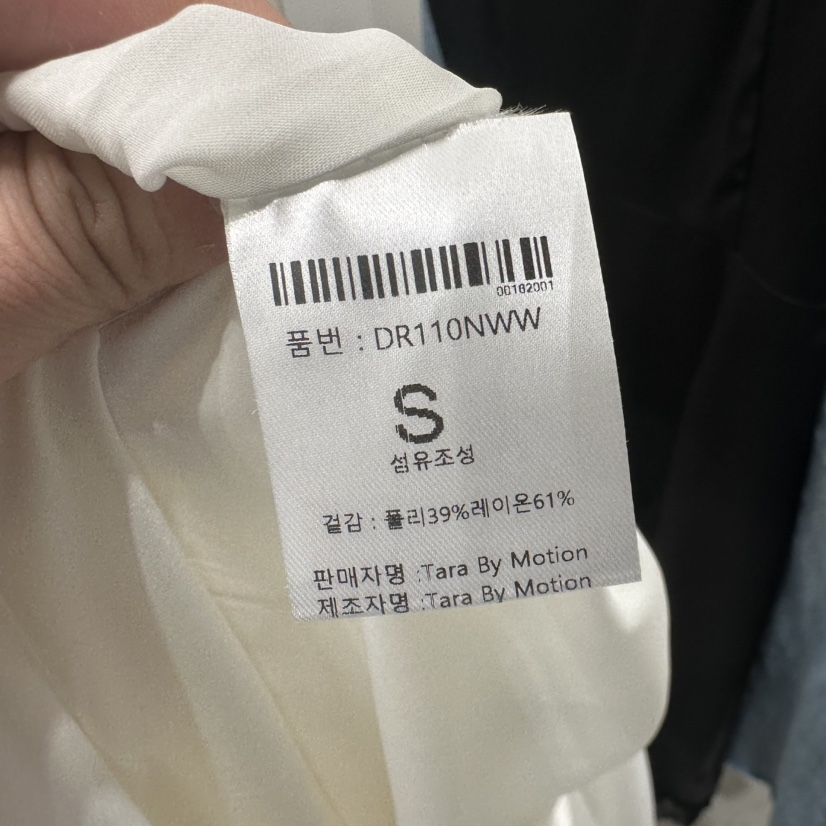 00162001
품번 : DR110NWW
S
섬유조성
겉감 : 폴리39%레이온61%
판매자명 :Tara By Motion
제조자명 :Tara By Motion